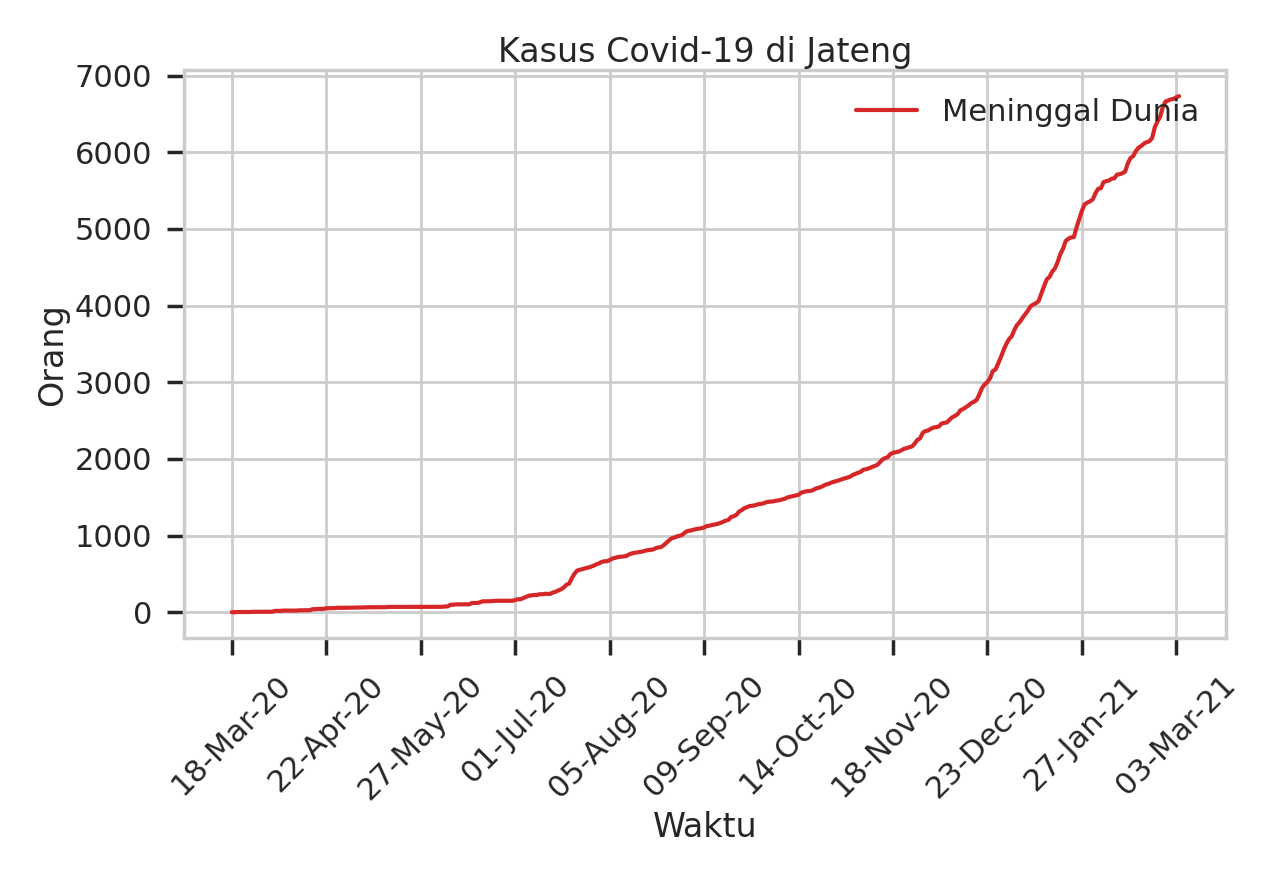 Kasus Covid-19 di Jateng
Meninggal Dunia
7000
6000
5000
4000
3000
2000
1000
0
Orang
18-Mar-20
22-Apr-20
27-May-20
01-Jul-20
05-Aug-20
09-Sep-20
14-Oct-20
18-Nov-20
23-Dec-20
27-Jan-21
03-Mar-21
Waktu